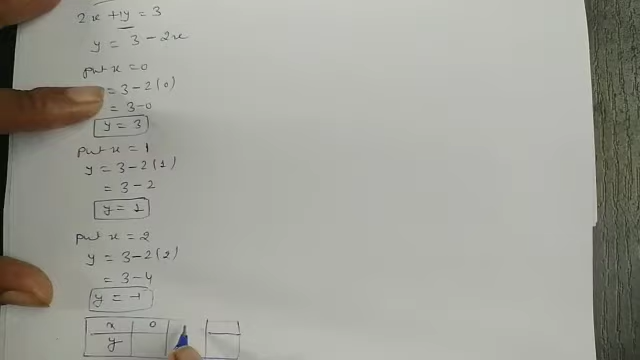 2x + 1y = 3
y = 3 - 2x
put x = 0
= 3 - 2(0)
= 3 - 0
y = 3
put x = 1
y = 3 - 2(1)
= 3 - 2
y = 1
put x = 2
y = 3 - 2(2)
= 3 - 4
y = -1
x 0
y